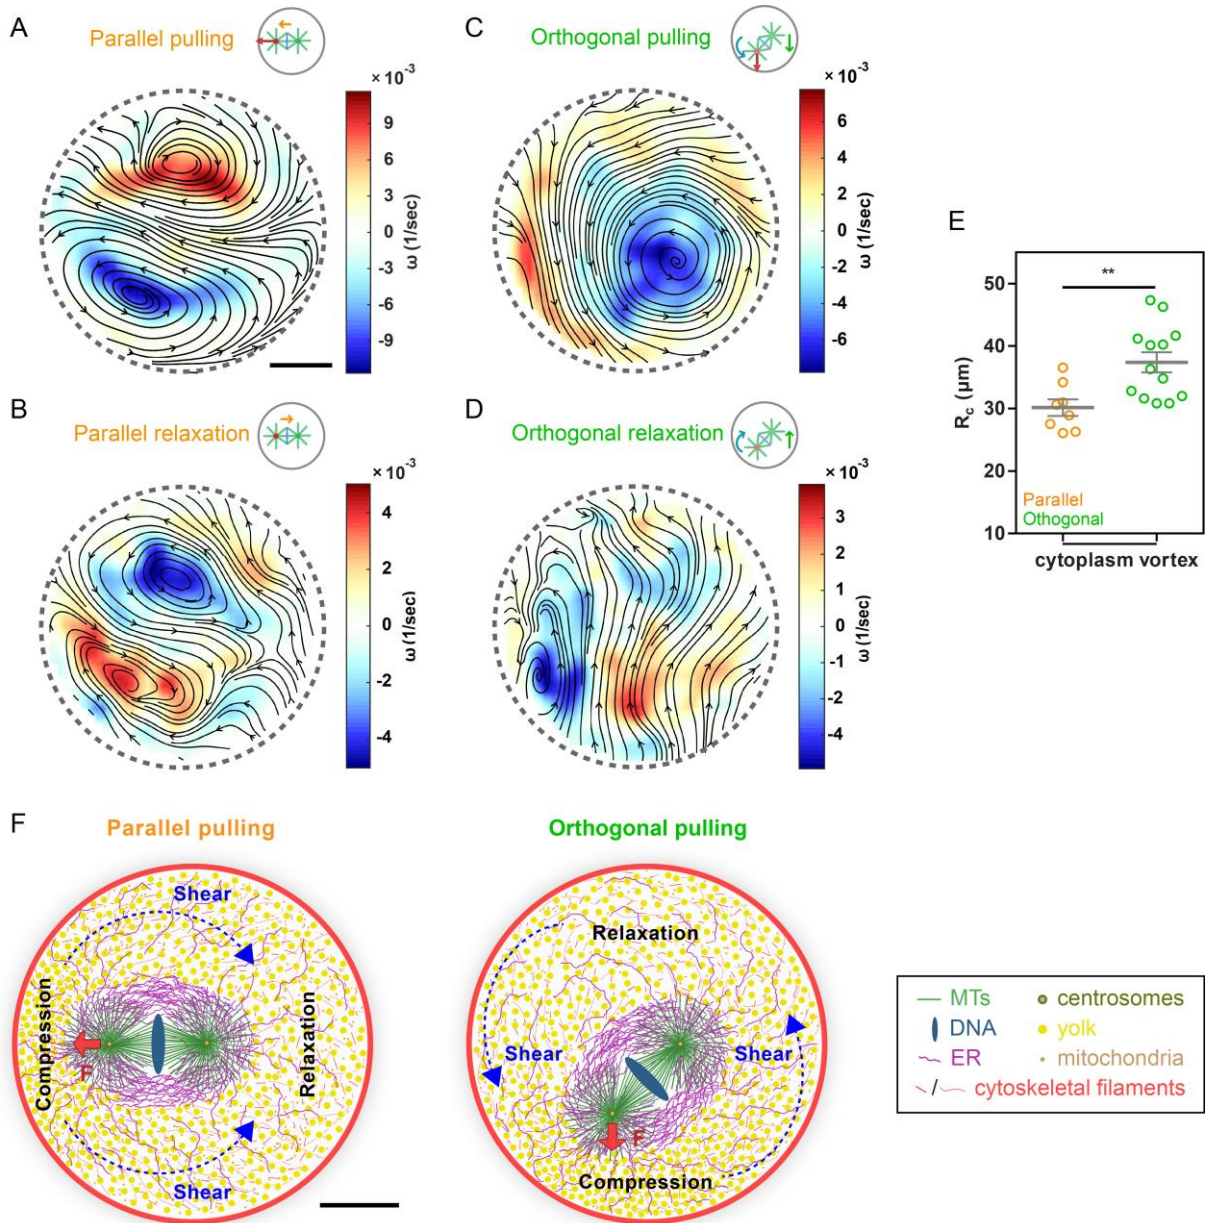 A
Parallel pulling
× 10⁻³
9
6
3
0
-3
-6
-9
ω (1/sec)
B
Parallel relaxation
× 10⁻³
4
2
0
-2
-4
ω (1/sec)
C
Orthogonal pulling
× 10⁻³
6
4
2
0
-2
-4
-6
ω (1/sec)
D
Orthogonal relaxation
× 10⁻³
3
2
1
0
-1
-2
-3
-4
ω (1/sec)
E
**
50
40
30
20
10
R_c (µm)
Parallel
Othogonal
cytoplasm vortex
F
Parallel pulling
Shear
Compression
F
Relaxation
Shear
Orthogonal pulling
Relaxation
Shear
Shear
F
Compression
MTs
centrosomes
DNA
yolk
ER
mitochondria
/ / cytoskeletal filaments